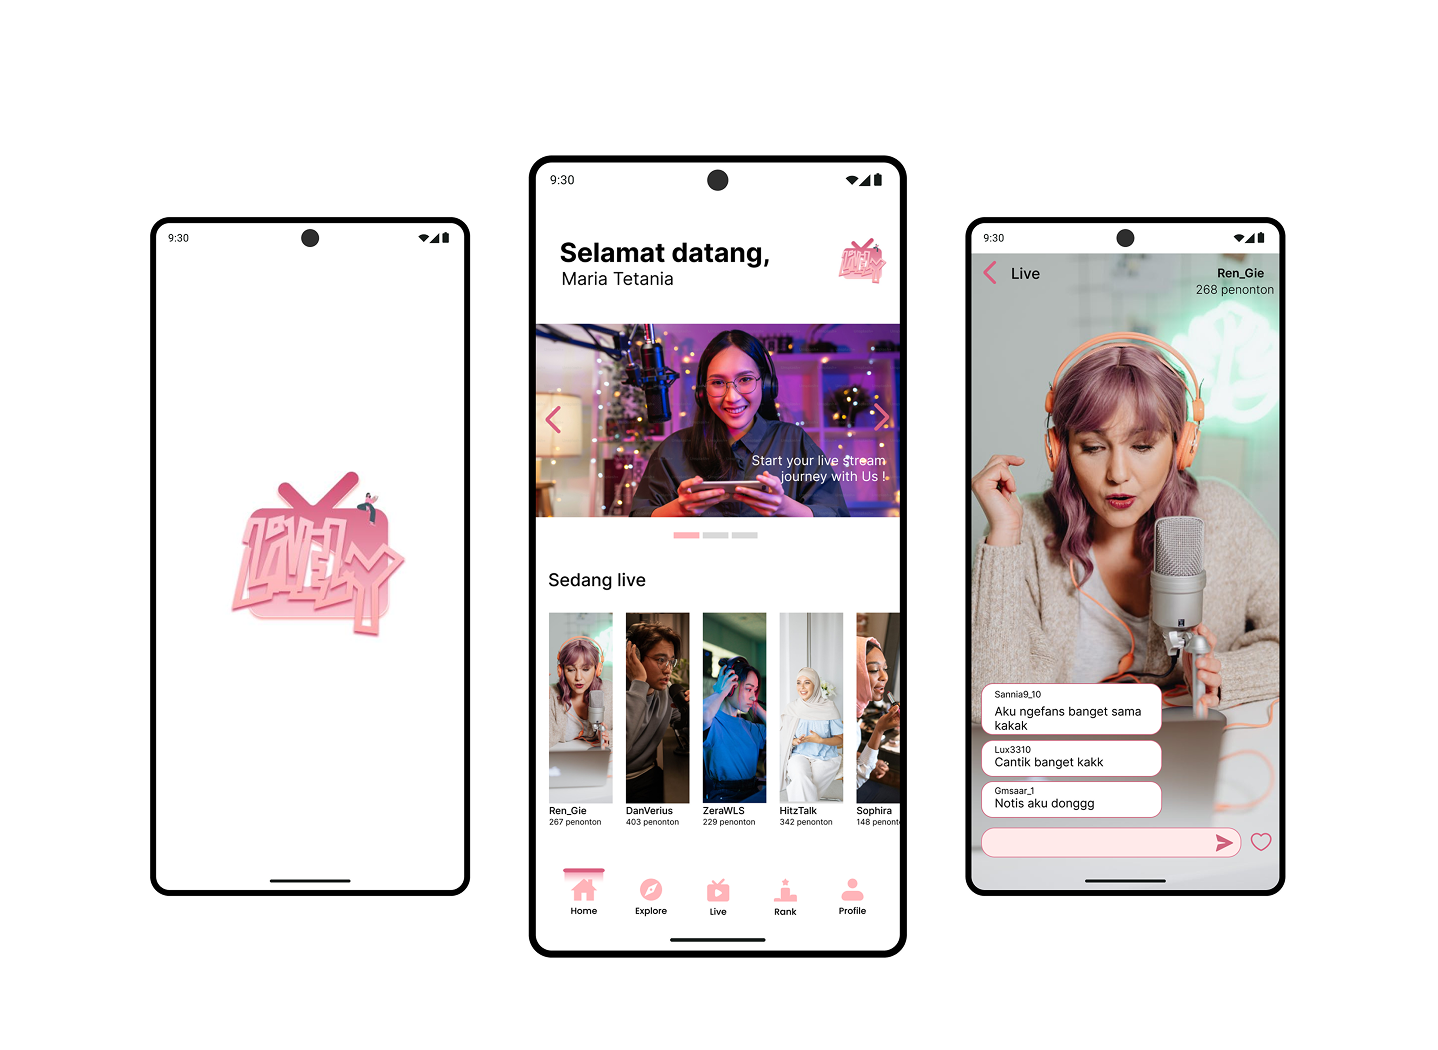 9:30
LIVELY
9:30
Selamat datang,
Maria Tetania
LIVELY
Start your live stream
journey with Us !
Sedang live
Ren_Gie
267 penonton
DanVerius
403 penonton
ZeraWLS
229 penonton
HitzTalk
342 penonton
Sophira
148 penont
Home
Explore
Live
Rank
Profile
9:30
Live
Ren_Gie
268 penonton
Sannia9_10
Aku ngefans banget sama
kakak
Lux3310
Cantik banget kakk
Gmsaar_1
Notis aku donggg